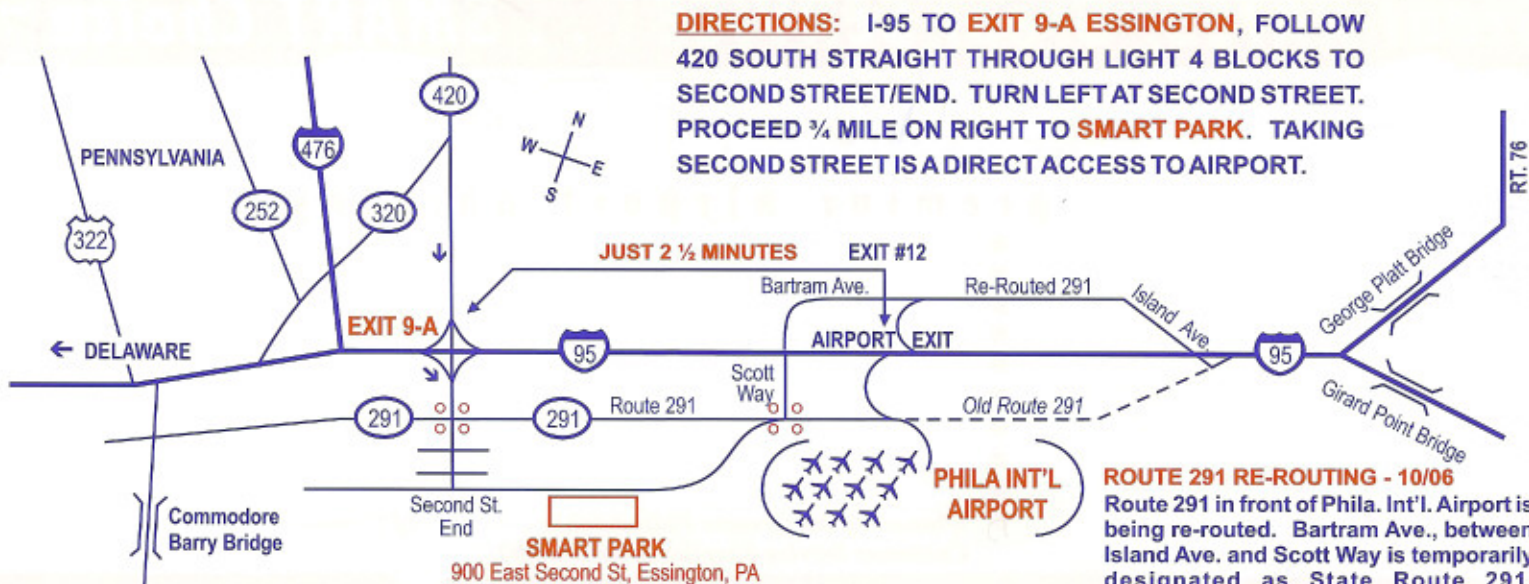 DIRECTIONS: I-95 TO EXIT 9-A ESSINGTON, FOLLOW
420 SOUTH STRAIGHT THROUGH LIGHT 4 BLOCKS TO
SECOND STREET/END. TURN LEFT AT SECOND STREET.
PROCEED ¾ MILE ON RIGHT TO SMART PARK. TAKING
SECOND STREET IS A DIRECT ACCESS TO AIRPORT.
420
N
W
E
S
PENNSYLVANIA
476
252
320
322
RT. 76
JUST 2 ½ MINUTES
EXIT #12
Bartram Ave.
Re-Routed 291
Island Ave.
George Platt Bridge
EXIT 9-A
AIRPORT EXIT
← DELAWARE
95
95
Scott
Way
291
291
Route 291
Old Route 291
Girard Point Bridge
Second St.
End
PHILA INT'L
AIRPORT
Commodore
Barry Bridge
SMART PARK
900 East Second St, Essington, PA
ROUTE 291 RE-ROUTING - 10/06
Route 291 in front of Phila. Int'l. Airport is
being re-routed. Bartram Ave., between
Island Ave. and Scott Way is temporarily
designated as State Route 291.